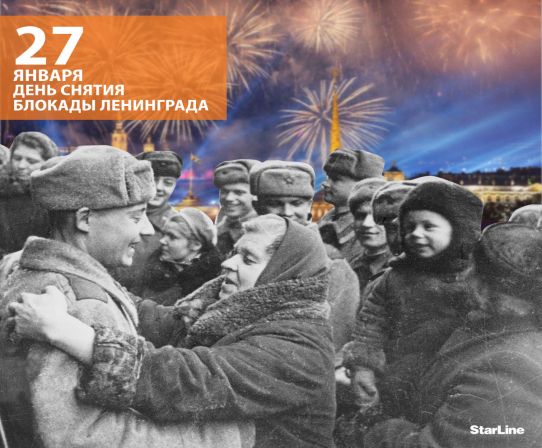 27
ЯНВАРЯ
ДЕНЬ СНЯТИЯ
БЛОКАДЫ ЛЕНИНГРАДА
StarLine